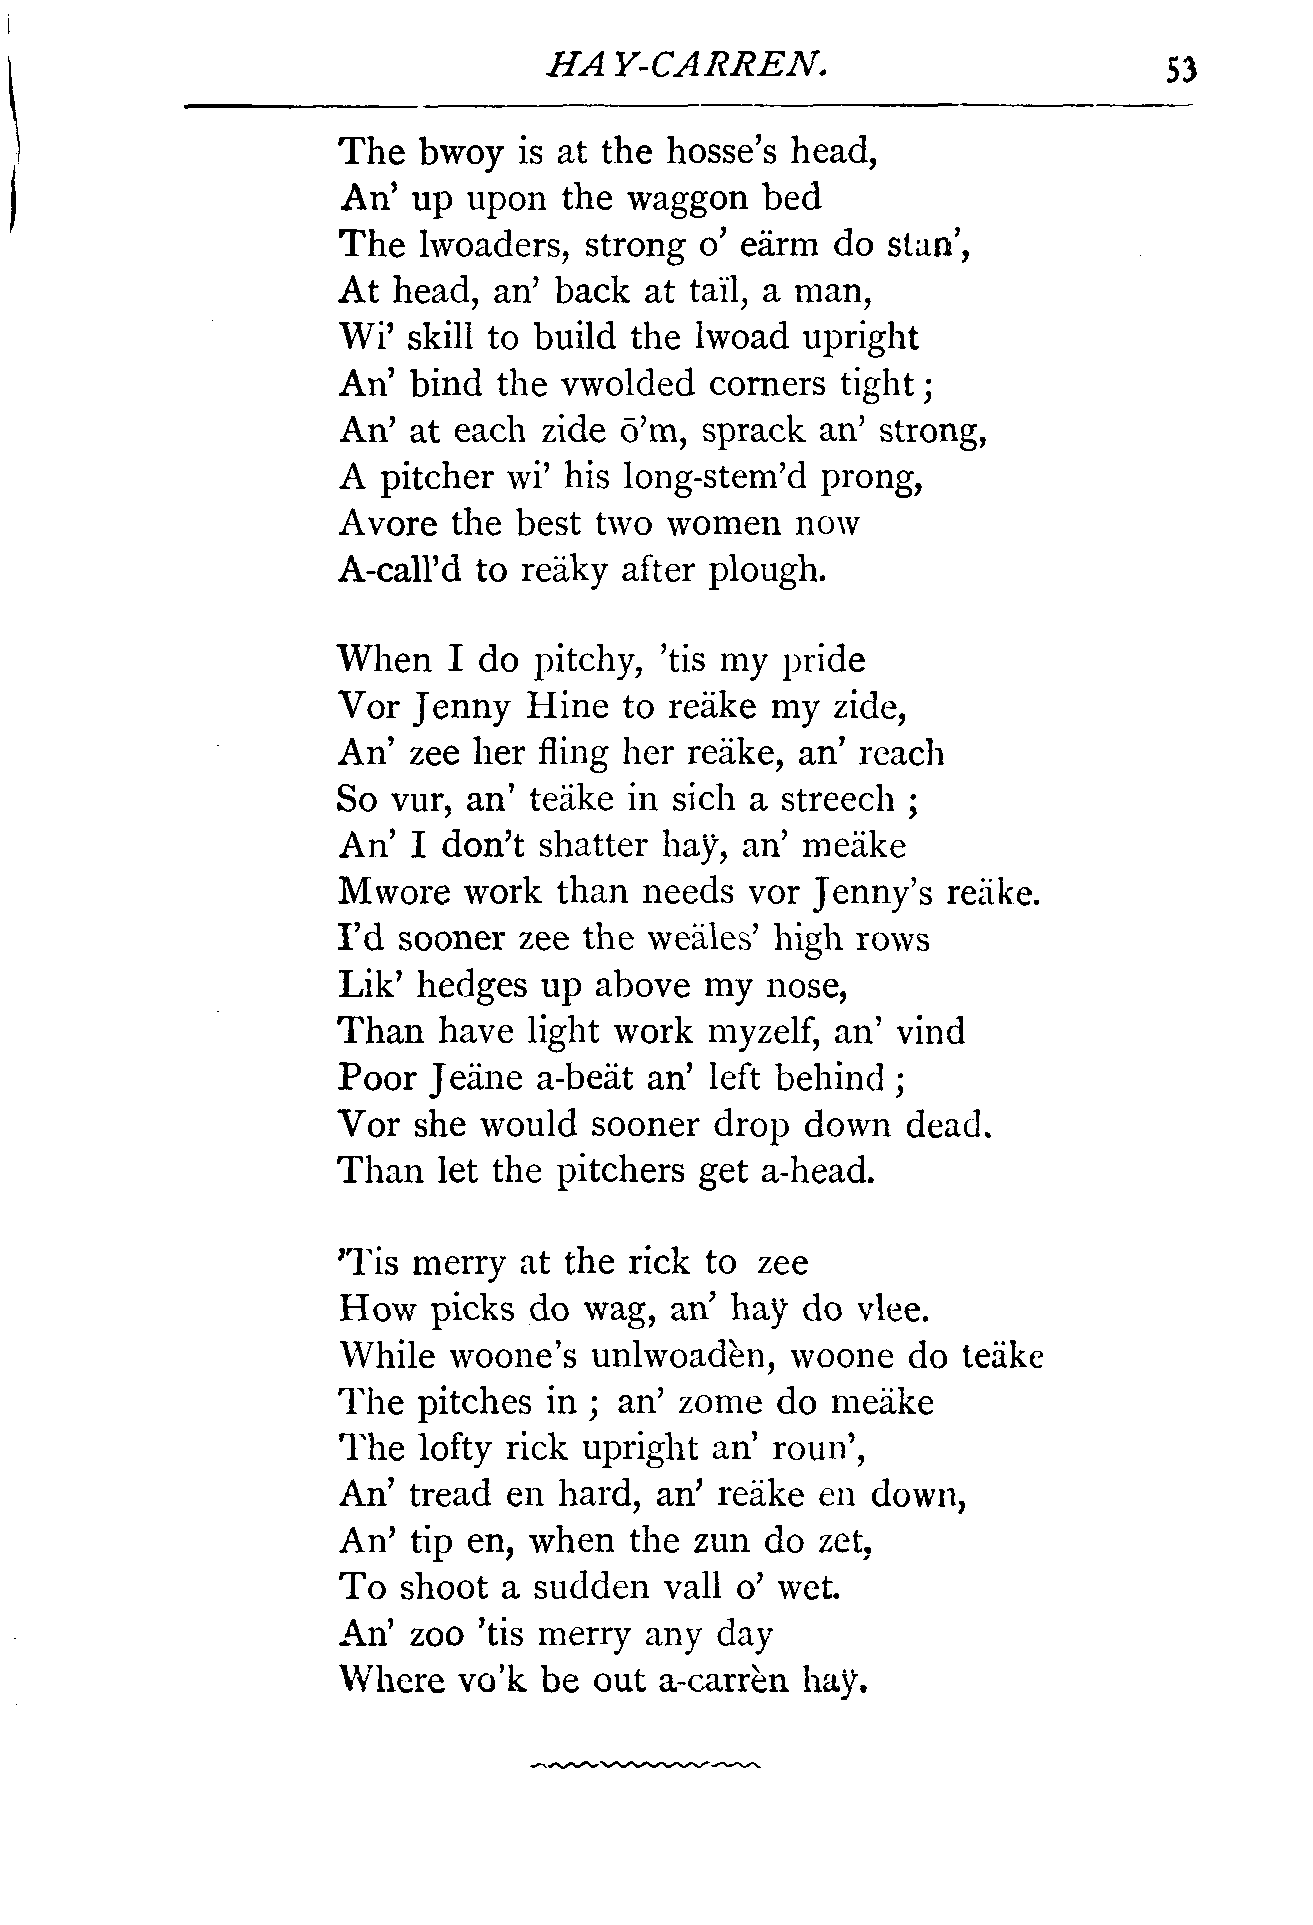 HAY-CARREN. 53
The bwoy is at the hosse's head,
An' up upon the waggon bed
The lwoaders, strong o' eärm do stan',
At head, an' back at taïl, a man,
Wi' skill to build the lwoad upright
An' bind the vwolded corners tight;
An' at each zide ō'm, sprack an' strong,
A pitcher wi' his long-stem'd prong,
Avore the best two women now
A-call'd to reäky after plough.

When I do pitchy, 'tis my pride
Vor Jenny Hine to reäke my zide,
An' zee her fling her reäke, an' reach
So vur, an' teäke in sich a streech;
An' I don't shatter haÿ, an' meäke
Mwore work than needs vor Jenny's reäke.
I'd sooner zee the weäles' high rows
Lik' hedges up above my nose,
Than have light work myzelf, an' vind
Poor Jeäne a-beät an' left behind;
Vor she would sooner drop down dead.
Than let the pitchers get a-head.

'Tis merry at the rick to zee
How picks do wag, an' haÿ do vlee.
While woone's unlwoadèn, woone do teäke
The pitches in; an' zome do meäke
The lofty rick upright an' roun',
An' tread en hard, an' reäke en down,
An' tip en, when the zun do zet,
To shoot a sudden vall o' wet.
An' zoo 'tis merry any day
Where vo'k be out a-carrèn haÿ.